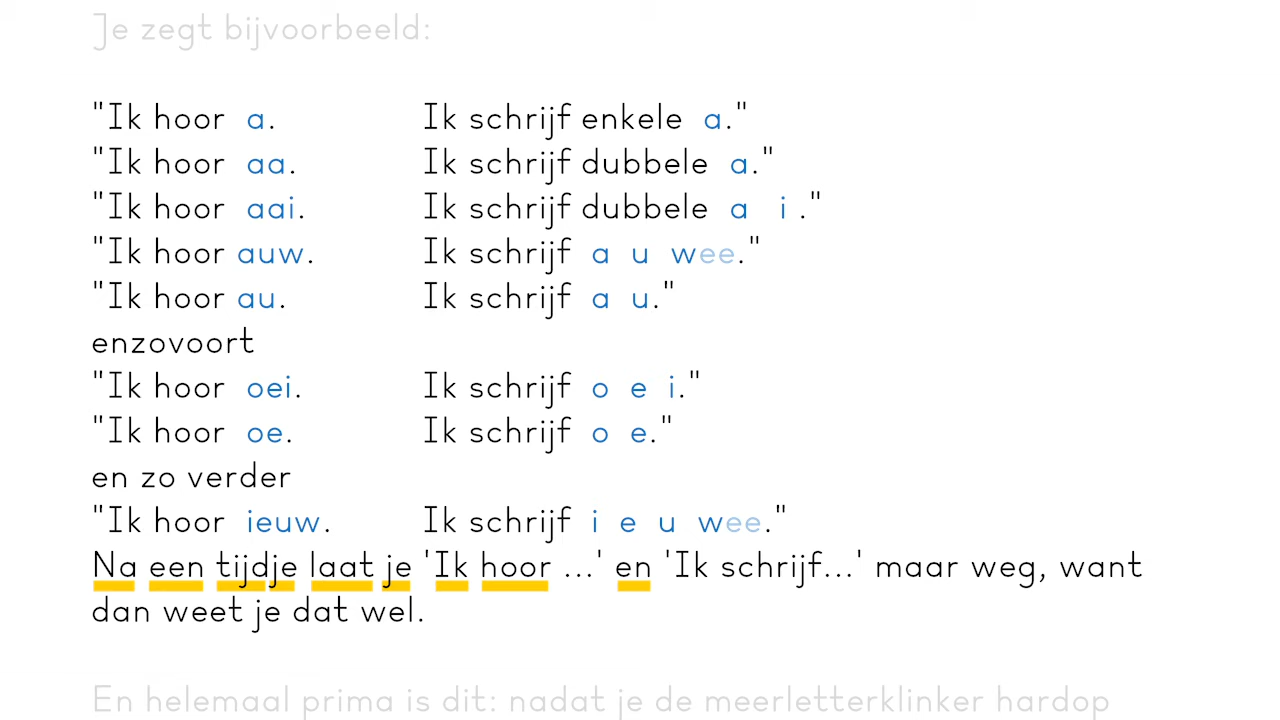 Je zegt bijvoorbeeld:
"Ik hoor a. Ik schrijf enkele a."
"Ik hoor aa. Ik schrijf dubbele a."
"Ik hoor aai. Ik schrijf dubbele a i ."
"Ik hoor auw. Ik schrijf a u wee."
"Ik hoor au. Ik schrijf a u."
enzovoort
"Ik hoor oei. Ik schrijf o e i."
"Ik hoor oe. Ik schrijf o e."
en zo verder
"Ik hoor ieuw. Ik schrijf i e u wee."
Na een tijdje laat je 'Ik hoor ...' en 'Ik schrijf...' maar weg, want
dan weet je dat wel.
En helemaal prima is dit: nadat je de meerletterklinker hardop